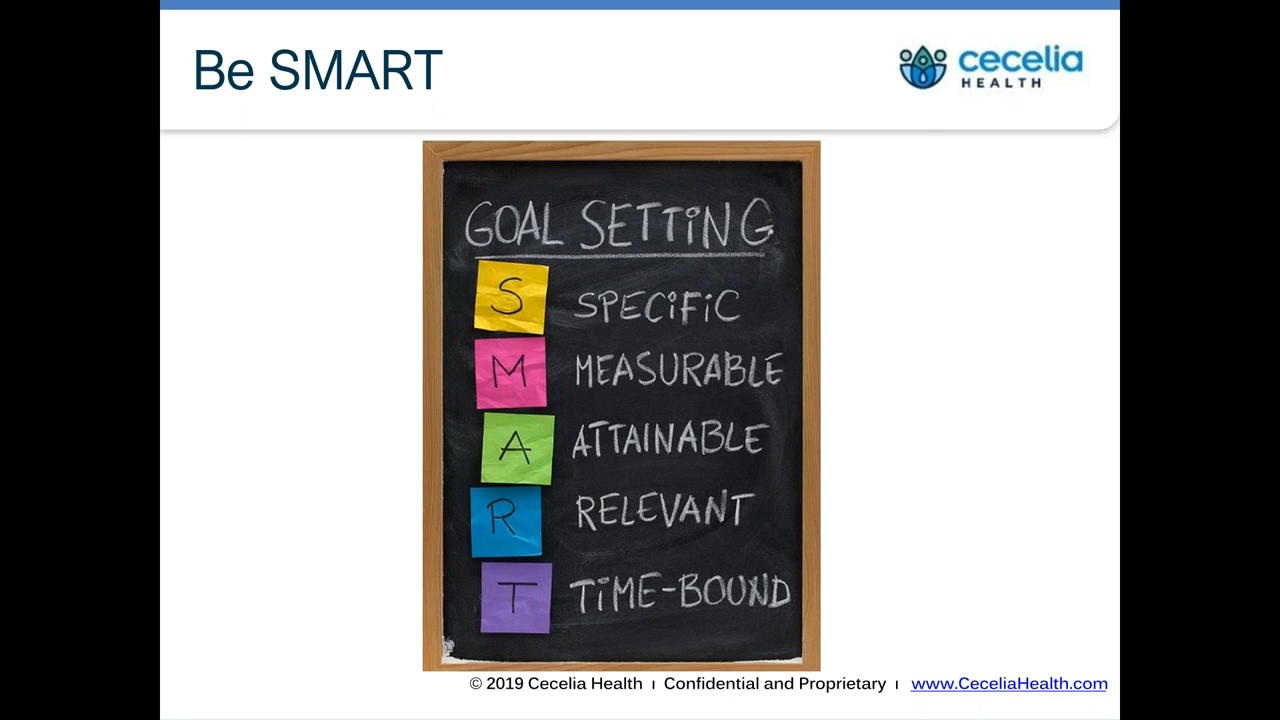 Be SMART
cecelia
HEALTH
GOAL SETTING
S SPECIFIC
M MEASURABLE
A ATTAINABLE
R RELEVANT
T TIME-BOUND
© 2019 Cecelia Health ı Confidential and Proprietary ı www.CeceliaHealth.com